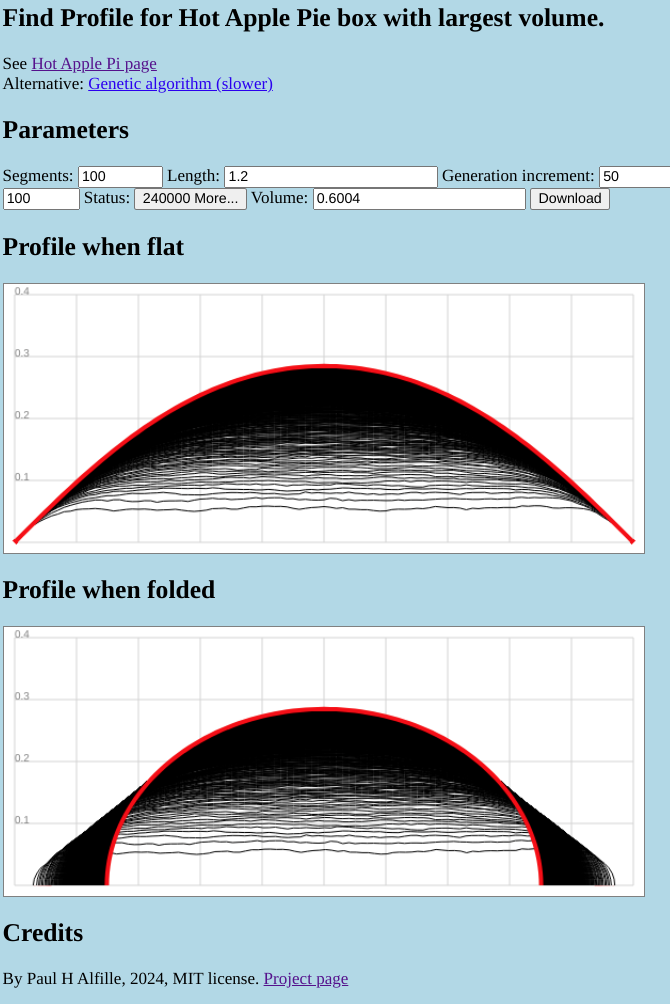 Find Profile for Hot Apple Pie box with largest volume.
See Hot Apple Pi page
Alternative: Genetic algorithm (slower)
Parameters
Segments: 100 Length: 1.2 Generation increment: 50
100 Status: 240000 More... Volume: 0.6004 Download
Profile when flat
0.4
0.3
0.2
0.1
Profile when folded
0.4
0.3
0.2
0.1
Credits
By Paul H Alfille, 2024, MIT license. Project page